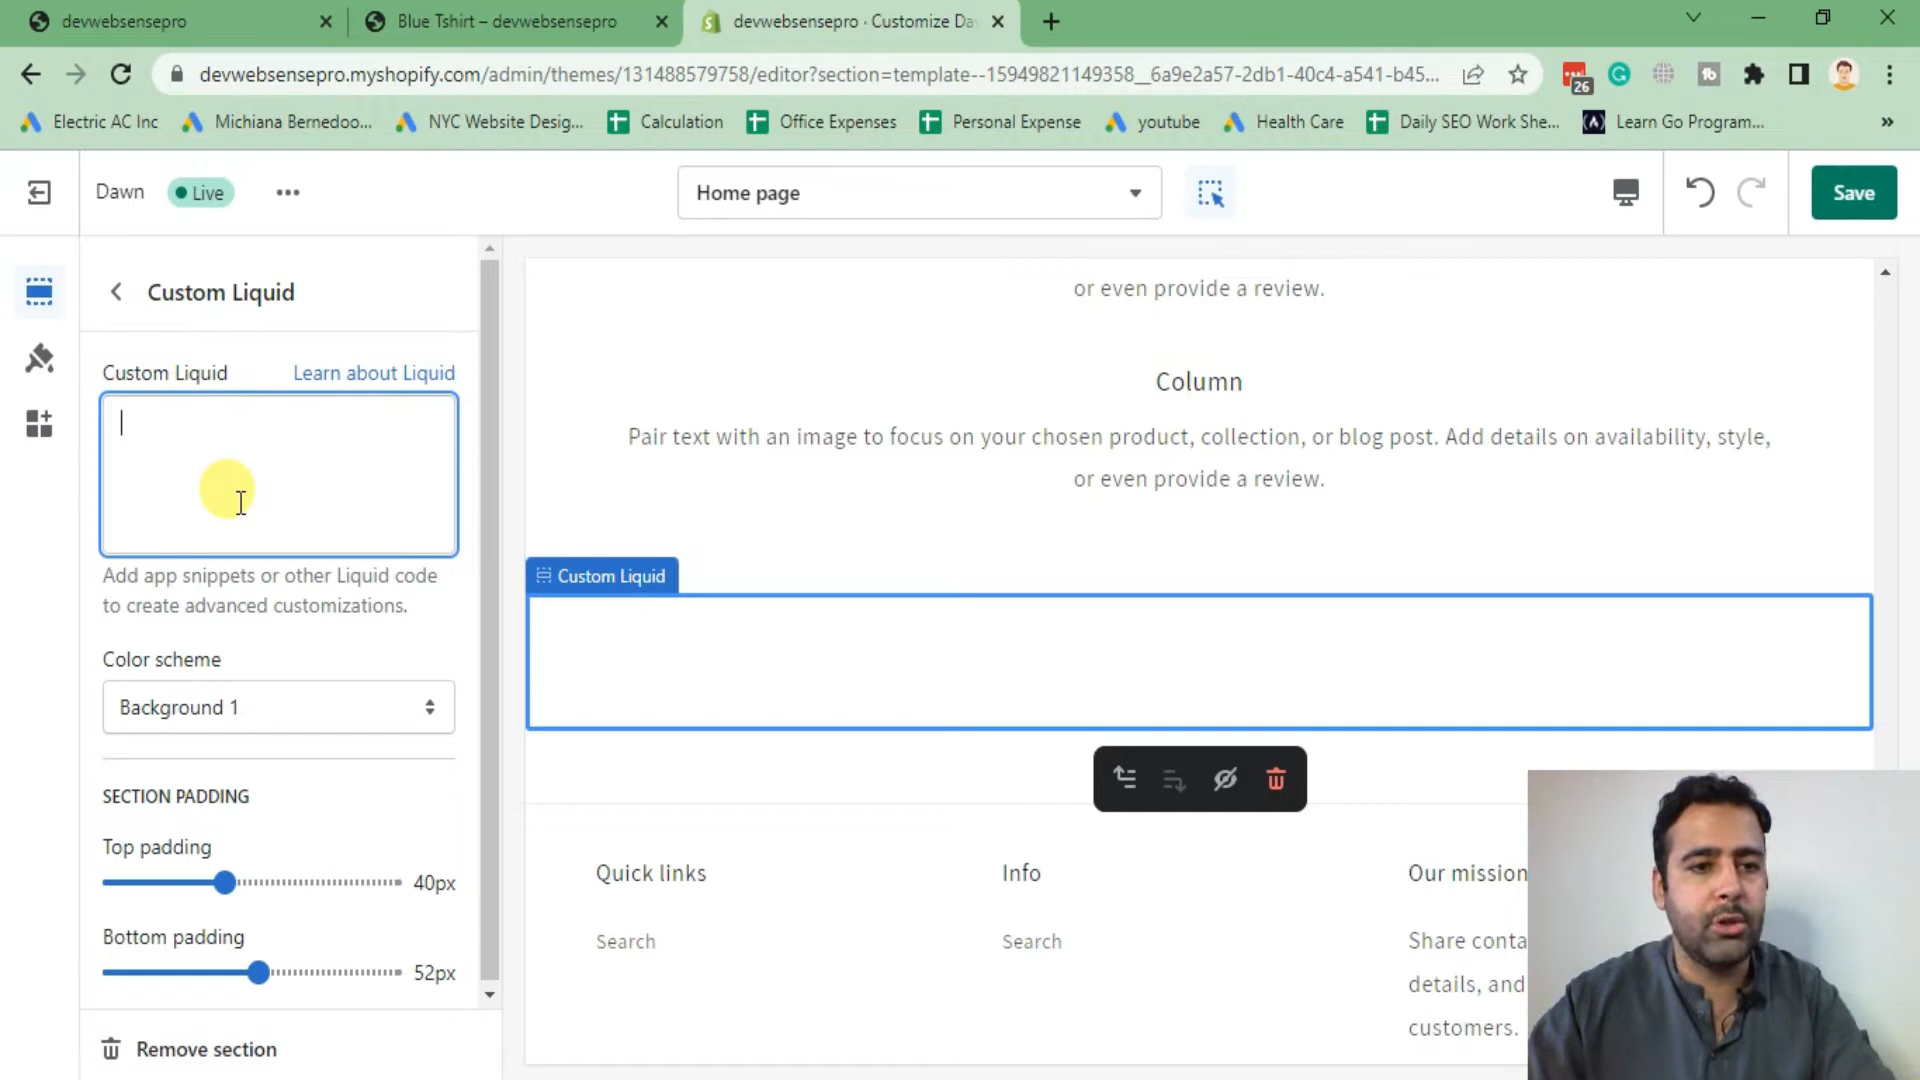 devwebsensepro
Blue Tshirt – devwebsensepro
devwebsensepro · Customize Da
devwebsensepro.myshopify.com/admin/themes/131488579758/editor?section=template--15949821149358__6a9e2a57-2db1-40c4-a541-b45...
26
Electric AC Inc
Michiana Bernedoo...
NYC Website Desig...
Calculation
Office Expenses
Personal Expense
youtube
Health Care
Daily SEO Work She...
Learn Go Program...
Dawn
Live
Home page
Save
Custom Liquid
Custom Liquid
Learn about Liquid
Add app snippets or other Liquid code
to create advanced customizations.
Color scheme
Background 1
SECTION PADDING
Top padding
40px
Bottom padding
52px
Remove section
or even provide a review.
Column
Pair text with an image to focus on your chosen product, collection, or blog post. Add details on availability, style,
or even provide a review.
Custom Liquid
Quick links
Info
Our mission
Search
Search
Share conta
details, and
customers.